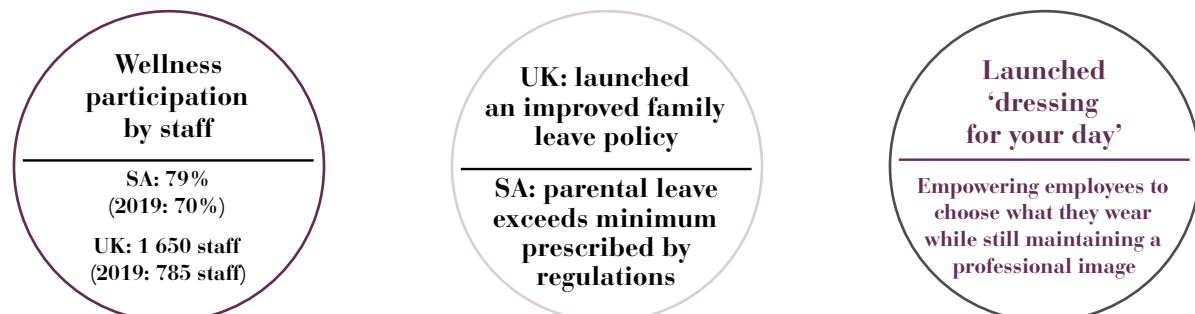 Wellness
participation
by staff
SA: 79%
(2019: 70%)
UK: 1 650 staff
(2019: 785 staff)
UK: launched
an improved family
leave policy
SA: parental leave
exceeds minimum
prescribed by
regulations
Launched
‘dressing
for your day’
Empowering employees to
choose what they wear
while still maintaining a
professional image